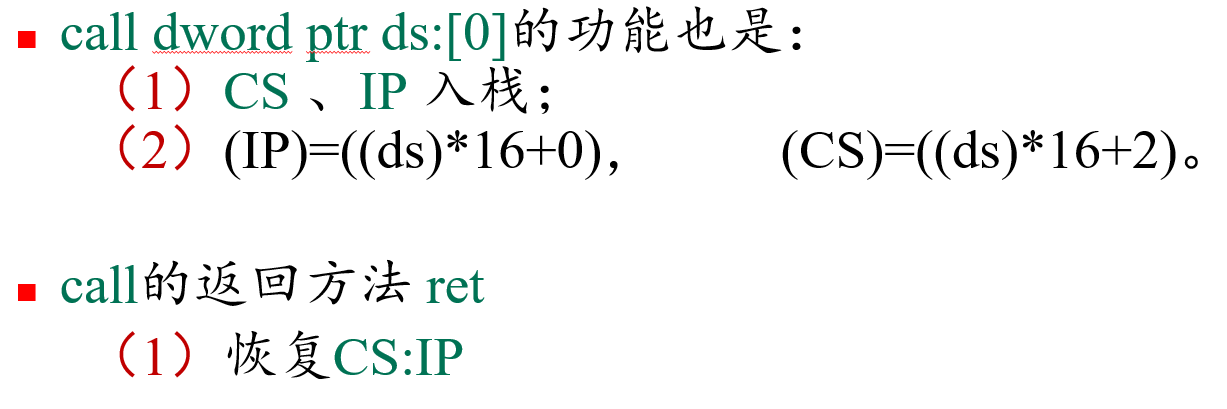 call dword ptr ds:[0]的功能也是：
（1）CS 、IP 入栈；
（2）(IP)=((ds)*16+0)， (CS)=((ds)*16+2)。
call的返回方法 ret
（1）恢复CS:IP